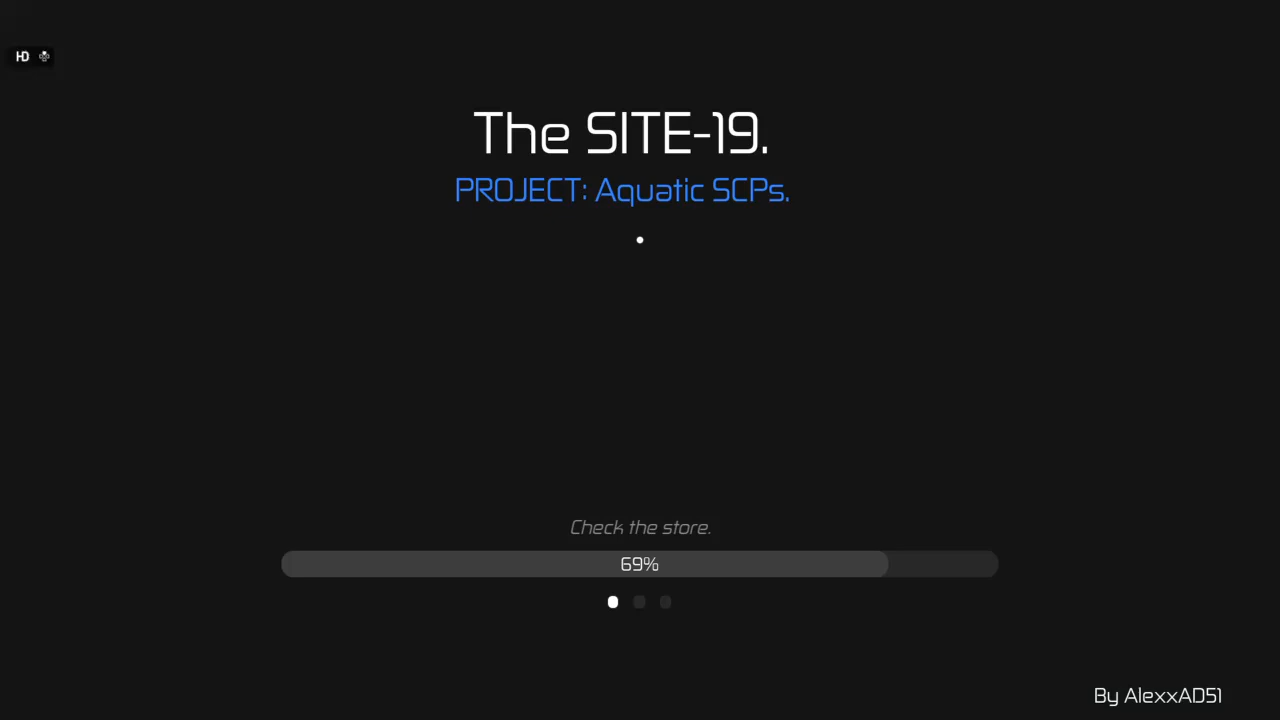 HD
The SITE-19.
PROJECT: Aquatic SCPs.
Check the store.
69%
By AlexxAD51